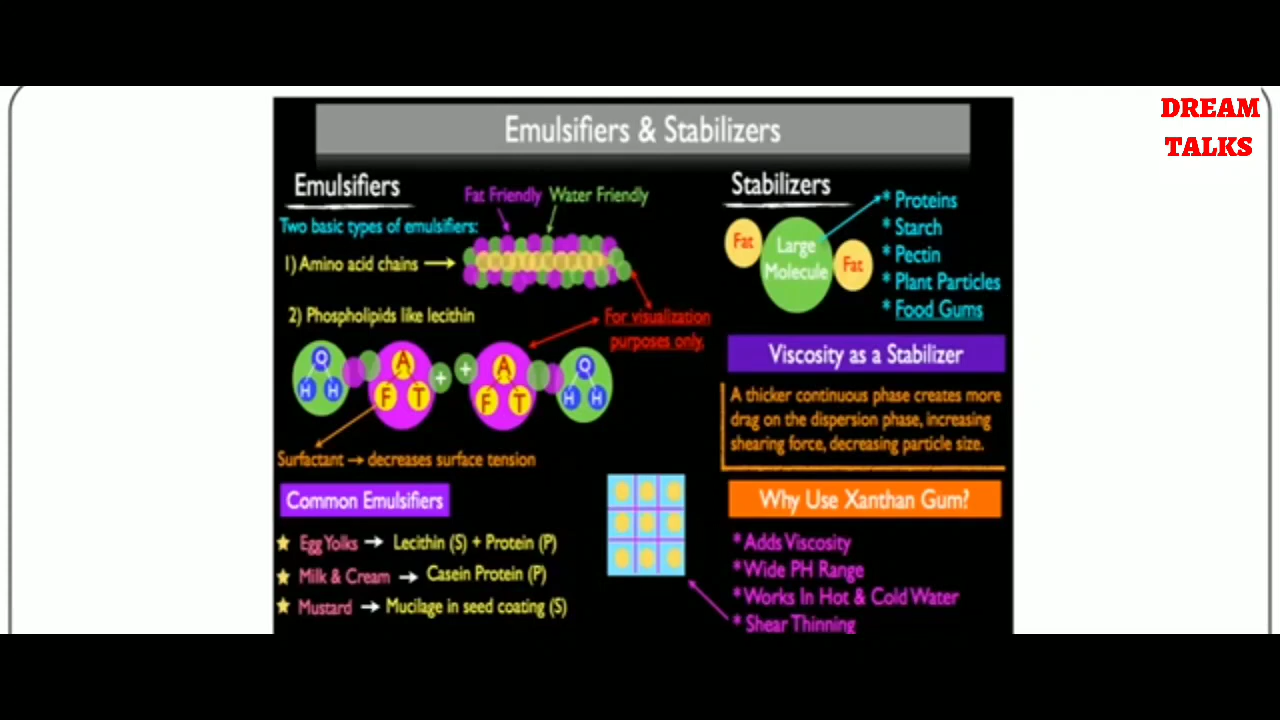 DREAM
TALKS
Emulsifiers & Stabilizers
Emulsifiers
Fat Friendly Water Friendly
Two basic types of emulsifiers:
1) Amino acid chains →
2) Phospholipids like lecithin
For visualization
purposes only.
O H H
F A T
+ +
F A T
O H H
Surfactant → decreases surface tension
Common Emulsifiers
★ Egg Yolks → Lecithin (S) + Protein (P)
★ Milk & Cream → Casein Protein (P)
★ Mustard → Mucilage in seed coating (S)
Stabilizers
Fat
Large
Molecule
Fat
* Proteins
* Starch
* Pectin
* Plant Particles
* Food Gums
Viscosity as a Stabilizer
A thicker continuous phase creates more
drag on the dispersion phase, increasing
shearing force, decreasing particle size.
Why Use Xanthan Gum?
* Adds Viscosity
* Wide PH Range
* Works In Hot & Cold Water
* Shear Thinning